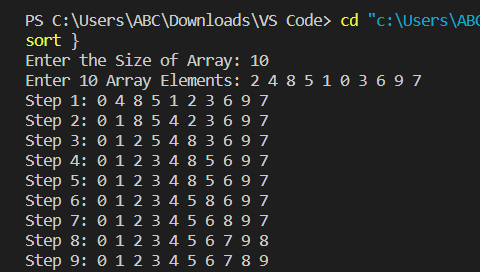 PS C:\Users\ABC\Downloads\VS Code> cd "c:\Users\ABC
sort }
Enter the Size of Array: 10
Enter 10 Array Elements: 2 4 8 5 1 0 3 6 9 7
Step 1: 0 4 8 5 1 2 3 6 9 7
Step 2: 0 1 8 5 4 2 3 6 9 7
Step 3: 0 1 2 5 4 8 3 6 9 7
Step 4: 0 1 2 3 4 8 5 6 9 7
Step 5: 0 1 2 3 4 8 5 6 9 7
Step 6: 0 1 2 3 4 5 8 6 9 7
Step 7: 0 1 2 3 4 5 6 8 9 7
Step 8: 0 1 2 3 4 5 6 7 9 8
Step 9: 0 1 2 3 4 5 6 7 8 9